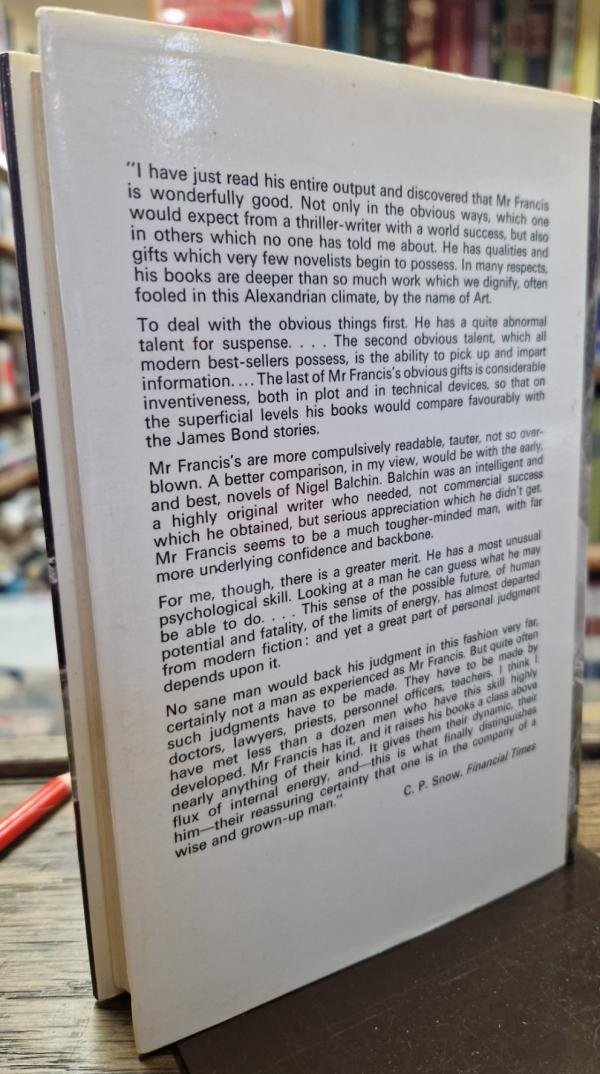 "I have just read his entire output and discovered that Mr Francis
is wonderfully good. Not only in the obvious ways, which one
would expect from a thriller-writer with a world success, but also
in others which no one has told me about. He has qualities and
gifts which very few novelists begin to possess. In many respects,
his books are deeper than so much work which we dignify, often
fooled in this Alexandrian climate, by the name of Art.
To deal with the obvious things first. He has a quite abnormal
talent for suspense. . . . The second obvious talent, which all
modern best-sellers possess, is the ability to pick up and impart
information. . . . The last of Mr Francis's obvious gifts is considerable
inventiveness, both in plot and in technical devices, so that on
the superficial levels his books would compare favourably with
the James Bond stories.
Mr Francis's are more compulsively readable, tauter, not so over-
blown. A better comparison, in my view, would be with the early,
and best, novels of Nigel Balchin. Balchin was an intelligent and
a highly original writer who needed, not commercial success
which he obtained, but serious appreciation which he didn't get.
Mr Francis seems to be a much tougher-minded man, with far
more underlying confidence and backbone.
For me, though, there is a greater merit. He has a most unusual
psychological skill. Looking at a man he can guess what he may
be able to do. . . . This sense of the possible future, of human
potential and fatality, of the limits of energy, has almost departed
from modern fiction: and yet a great part of personal judgment
depends upon it.
No sane man would back his judgment in this fashion very far,
certainly not a man as experienced as Mr Francis. But quite often
such judgments have to be made. They have to be made by
doctors, lawyers, priests, personnel officers, teachers. I think I
have met less than a dozen men who have this skill highly
developed. Mr Francis has it, and it raises his books a class above
nearly anything of their kind. It gives them their dynamic, their
flux of internal energy, and—this is what finally distinguishes
him—their reassuring certainty that one is in the company of a
wise and grown-up man."
C. P. Snow, Financial Times